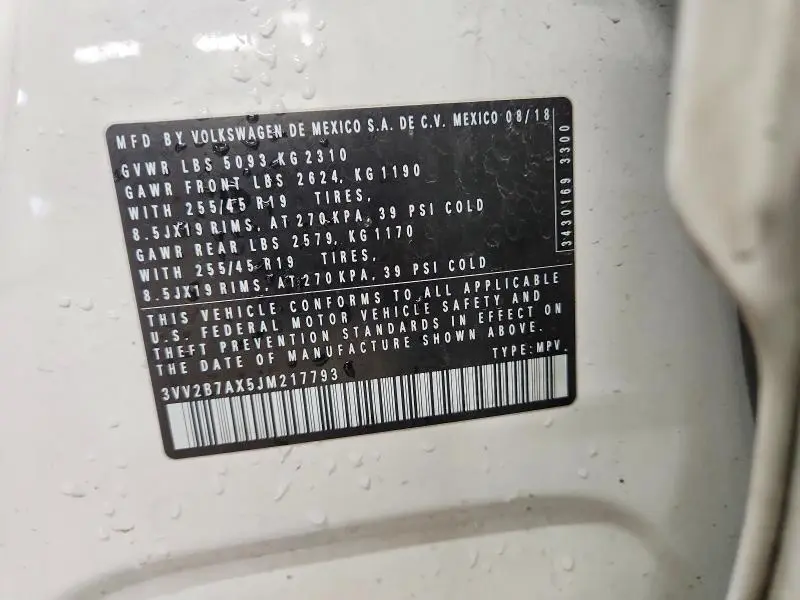 MFD BY VOLKSWAGEN DE MEXICO S.A. DE C.V. MEXICO 08/18
GVWR LBS 5093 KG 2310
GAWR FRONT LBS 2624, KG 1190
WITH 255/45 R19 TIRES,
8.5JX19 RIMS, AT 270 KPA, 39 PSI COLD
GAWR REAR LBS 2579, KG 1170
WITH 255/45 R19 TIRES,
8.5JX19 RIMS, AT 270 KPA, 39 PSI COLD
3430169 3300
THIS VEHICLE CONFORMS TO ALL APPLICABLE
U.S. FEDERAL MOTOR VEHICLE SAFETY AND
THEFT PREVENTION STANDARDS IN EFFECT ON
THE DATE OF MANUFACTURE SHOWN ABOVE.
3VV2B7AX5JM217793 TYPE: MPV.